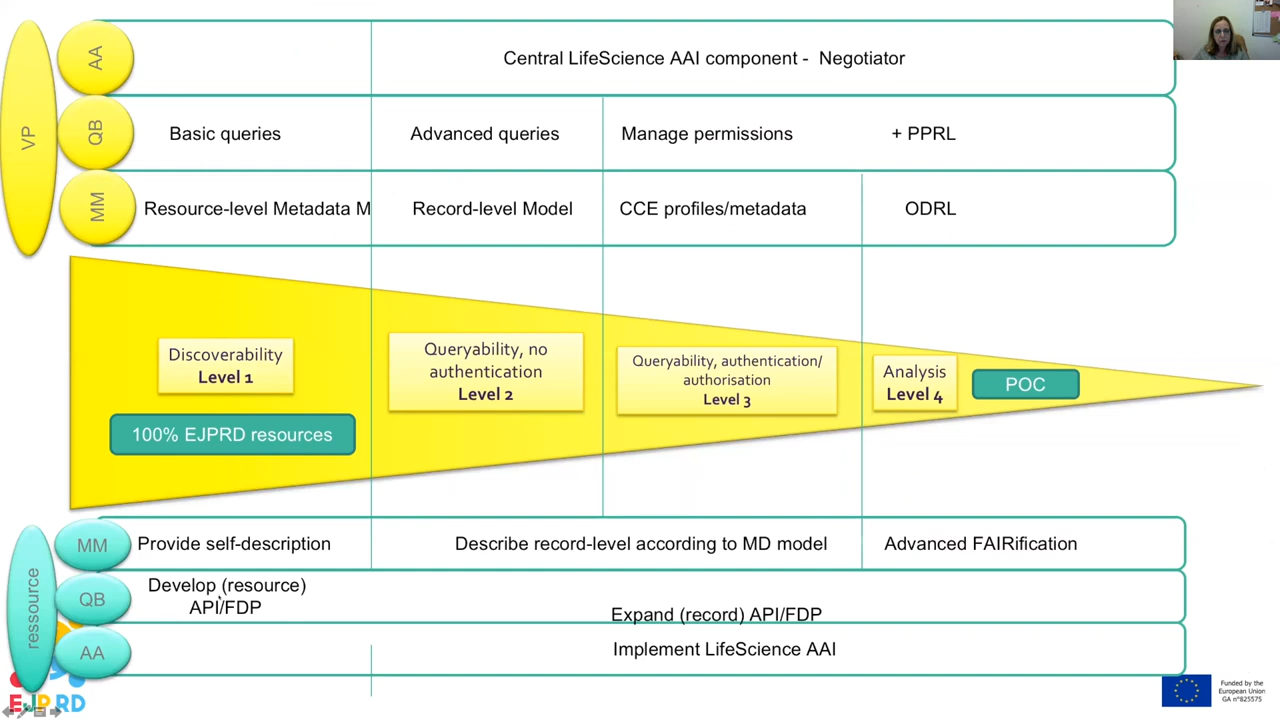 VP
AA
Central LifeScience AAI component - Negotiator
QB
Basic queries
Advanced queries
Manage permissions
+ PPRL
MM
Resource-level Metadata M
Record-level Model
CCE profiles/metadata
ODRL
Discoverability
Level 1
100% EJPRD resources
Queryability, no
authentication
Level 2
Queryability, authentication/
authorisation
Level 3
Analysis
Level 4
POC
ressource
MM
Provide self-description
Describe record-level according to MD model
Advanced FAIRification
QB
Develop (resource)
API/FDP
Expand (record) API/FDP
AA
Implement LifeScience AAI
EJP RD
Funded by the
European Union
GA n°825575